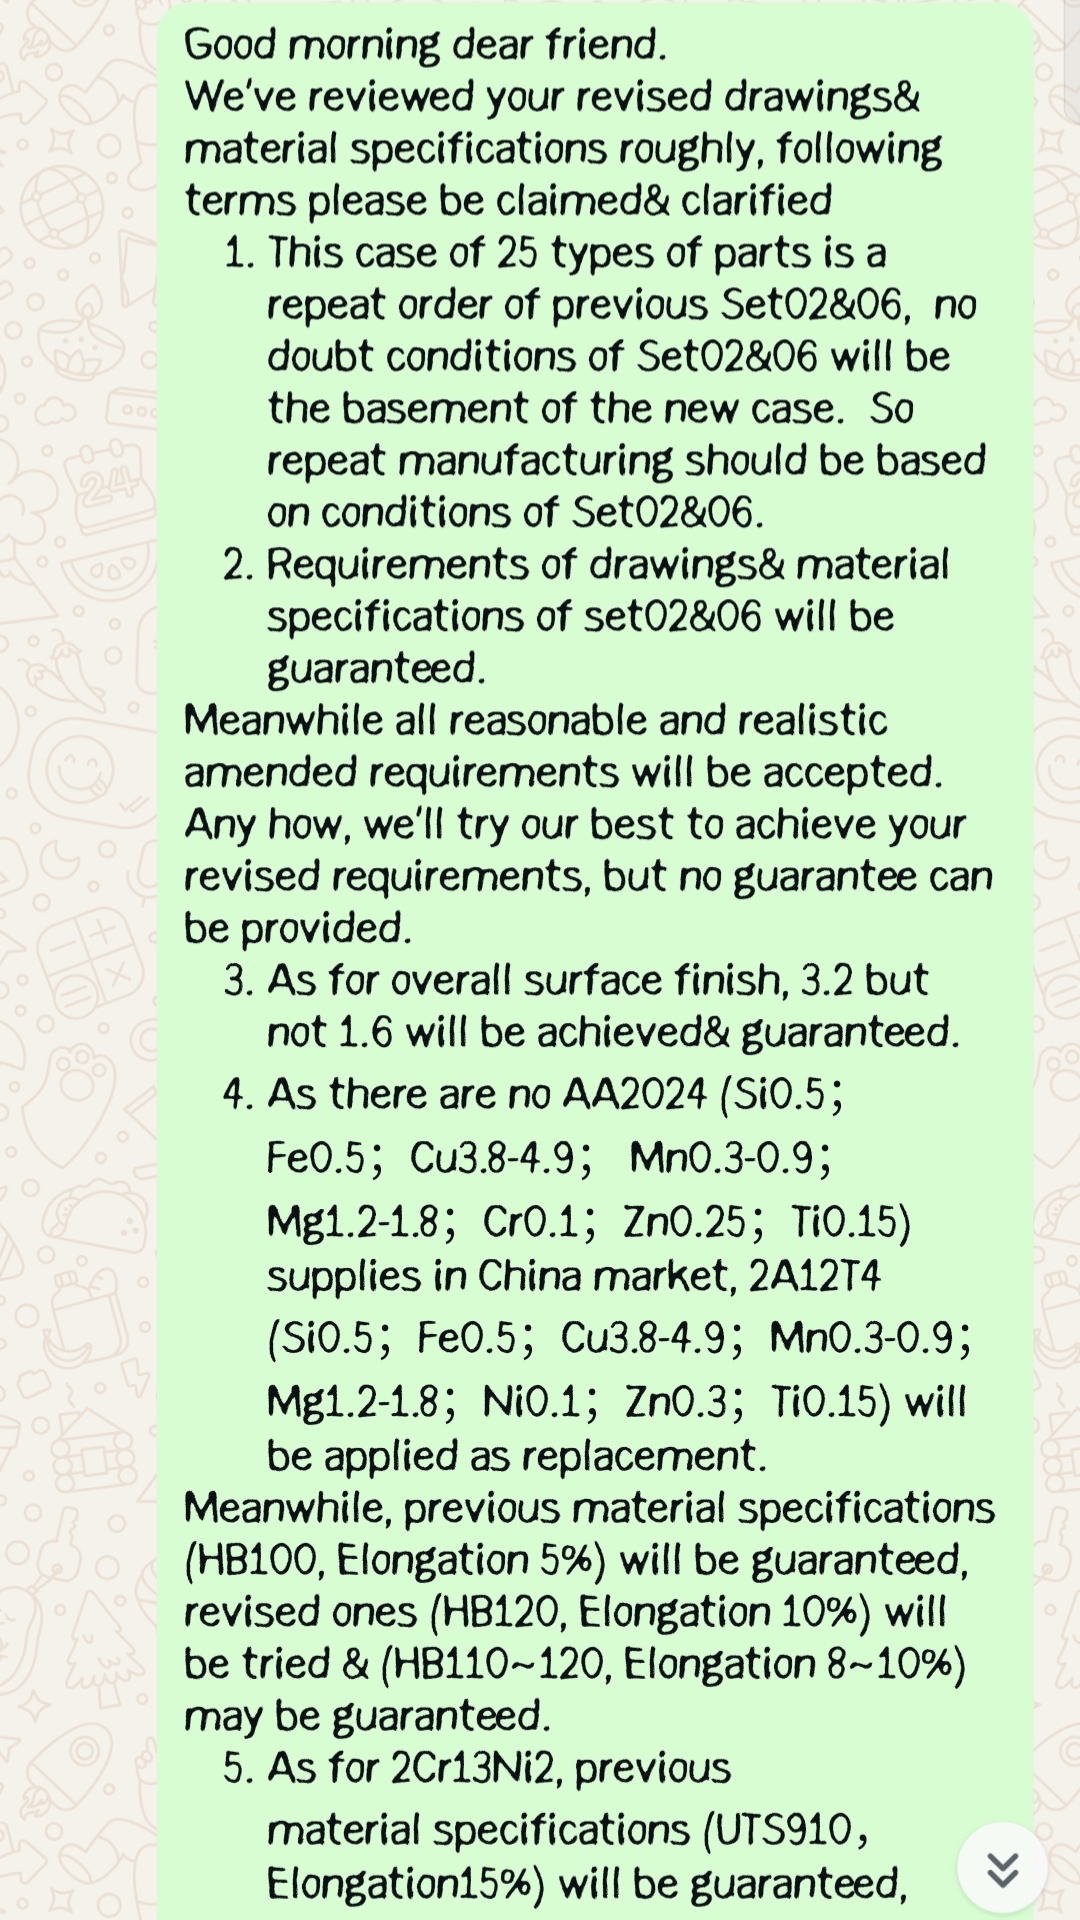 Good morning dear friend.
We've reviewed your revised drawings&
material specifications roughly, following
terms please be claimed& clarified
1. This case of 25 types of parts is a
repeat order of previous Set02&06,  no
doubt conditions of Set02&06 will be
the basement of the new case.  So
repeat manufacturing should be based
on conditions of Set02&06.
2. Requirements of drawings& material
specifications of set02&06 will be
guaranteed.
Meanwhile all reasonable and realistic
amended requirements will be accepted.
Any how, we'll try our best to achieve your
revised requirements, but no guarantee can
be provided.
3. As for overall surface finish, 3.2 but
not 1.6 will be achieved& guaranteed.
4. As there are no AA2024 (Si0.5；
Fe0.5； Cu3.8-4.9； Mn0.3-0.9；
Mg1.2-1.8； Cr0.1； Zn0.25； Ti0.15)
supplies in China market, 2A12T4
(Si0.5； Fe0.5； Cu3.8-4.9； Mn0.3-0.9；
Mg1.2-1.8； Ni0.1； Zn0.3； Ti0.15) will
be applied as replacement.
Meanwhile, previous material specifications
(HB100, Elongation 5%) will be guaranteed,
revised ones (HB120, Elongation 10%) will
be tried & (HB110~120, Elongation 8~10%)
may be guaranteed.
5. As for 2Cr13Ni2, previous
material specifications (UTS910，
Elongation15%) will be guaranteed,